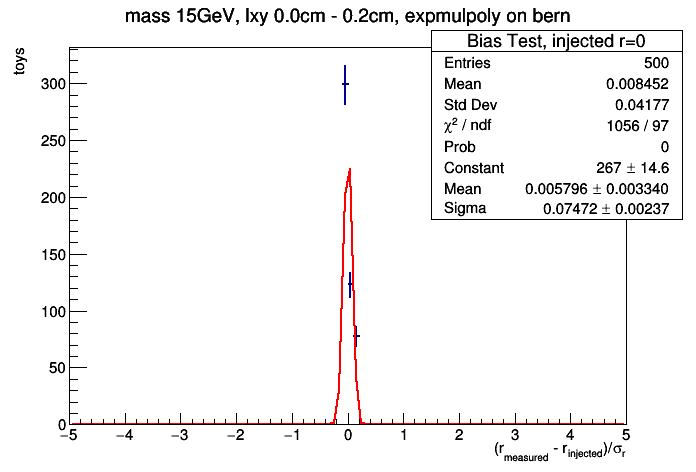 mass 15GeV, lxy 0.0cm - 0.2cm, expmulpoly on bern
Bias Test, injected r=0
Entries 500
Mean 0.008452
Std Dev 0.04177
χ² / ndf 1056 / 97
Prob 0
Constant 267 ± 14.6
Mean 0.005796 ± 0.003340
Sigma 0.07472 ± 0.00237
toys
300
250
200
150
100
50
0
−5 −4 −3 −2 −1 0 1 2 3 4 5
(r_measured - r_injected)/σ_r